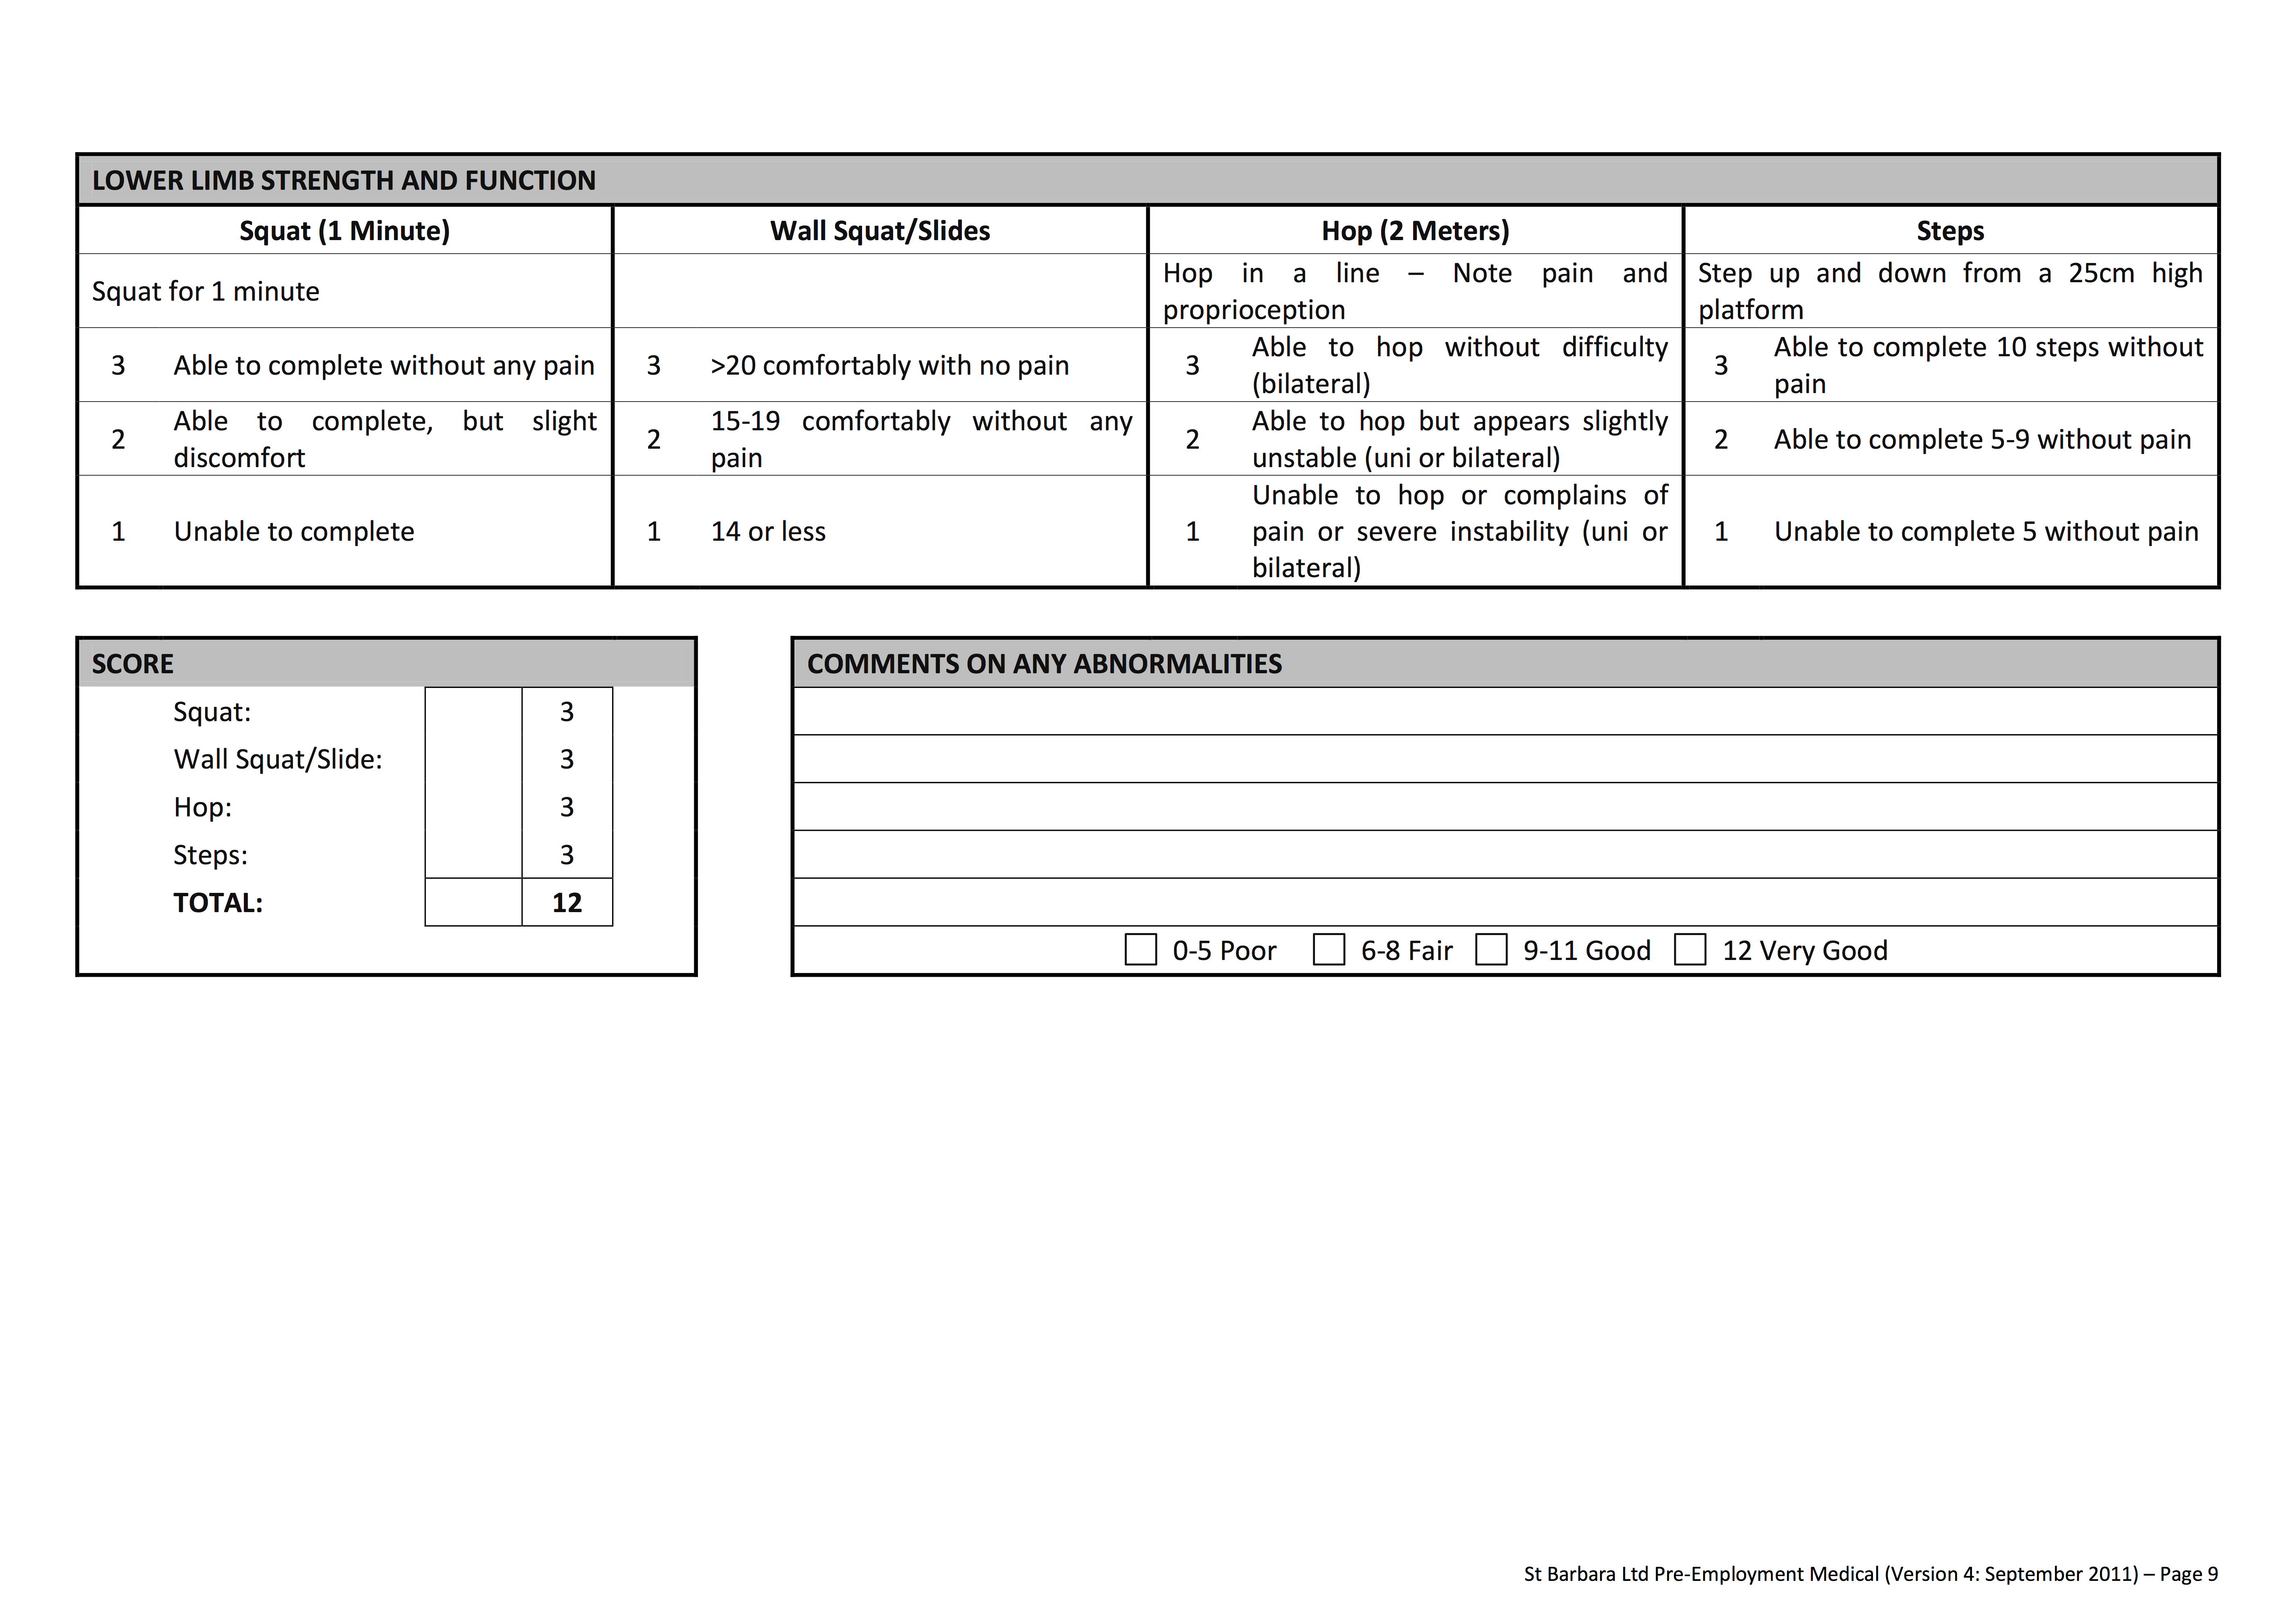 LOWER LIMB STRENGTH AND FUNCTION
Squat (1 Minute) Wall Squat/Slides Hop (2 Meters) Steps
Squat for 1 minute
Hop in a line – Note pain and
proprioception
Step up and down from a 25cm high
platform
3 Able to complete without any pain
3 >20 comfortably with no pain
3 Able to hop without difficulty
(bilateral)
3 Able to complete 10 steps without
pain
2 Able to complete, but slight
discomfort
2 15-19 comfortably without any
pain
2 Able to hop but appears slightly
unstable (uni or bilateral)
2 Able to complete 5-9 without pain
1 Unable to complete
1 14 or less
1 Unable to hop or complains of
pain or severe instability (uni or
bilateral)
1 Unable to complete 5 without pain
SCORE
Squat: 3
Wall Squat/Slide: 3
Hop: 3
Steps: 3
TOTAL: 12
COMMENTS ON ANY ABNORMALITIES
0-5 Poor 6-8 Fair 9-11 Good 12 Very Good
St Barbara Ltd Pre-Employment Medical (Version 4: September 2011) – Page 9